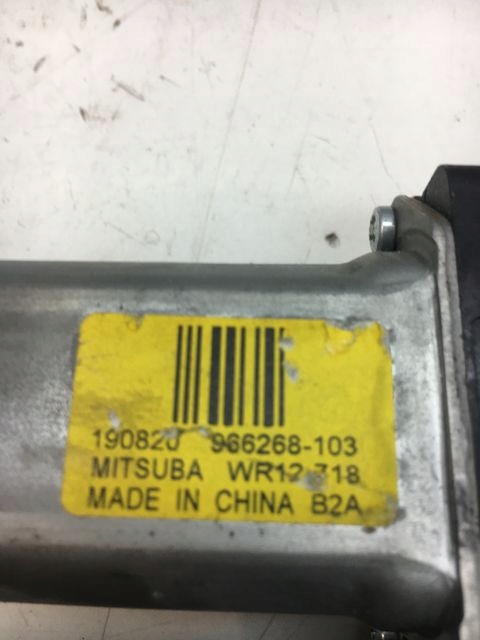 190820 966268-103
MITSUBA WR12-718
MADE IN CHINA B2A